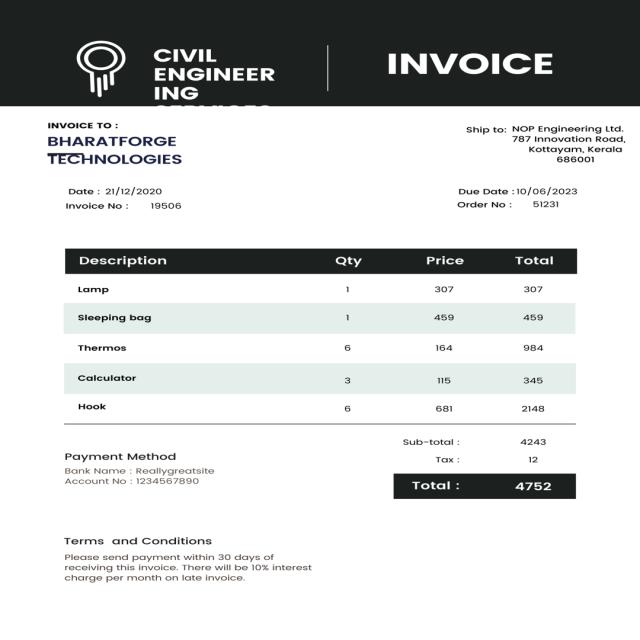 CIVIL
ENGINEER
ING
SERVICES
INVOICE
INVOICE TO :
BHARATFORGE
TECHNOLOGIES
Ship to: NOP Engineering Ltd.
787 Innovation Road,
Kottayam, Kerala
686001
Date : 21/12/2020
Invoice No : 19506
Due Date :10/06/2023
Order No : 51231
Description Qty Price Total
Lamp 1 307 307
Sleeping bag 1 459 459
Thermos 6 164 984
Calculator 3 115 345
Hook 6 681 2148
Sub-total : 4243
Tax : 12
Total : 4752
Payment Method
Bank Name : Reallygreatsite
Account No : 1234567890
Terms and Conditions
Please send payment within 30 days of
receiving this invoice. There will be 10% interest
charge per month on late invoice.